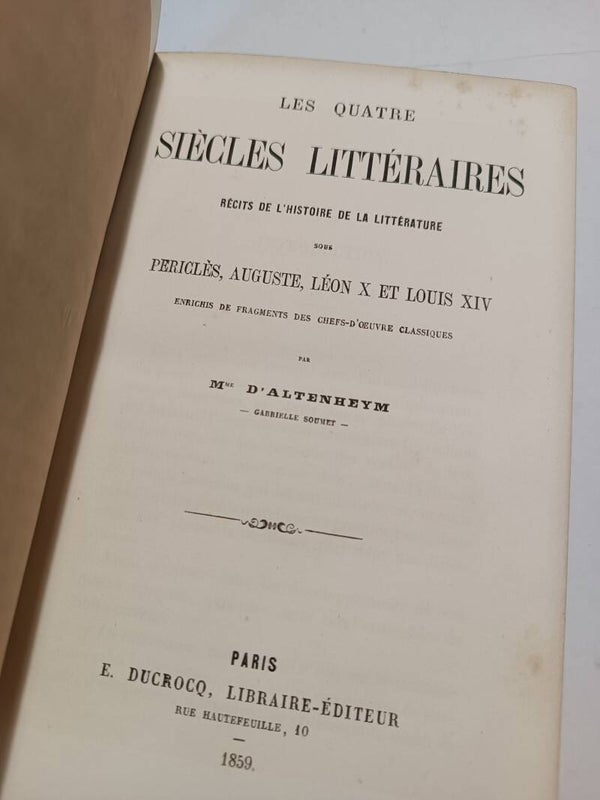 LES QUATRE
SIÈCLES LITTÉRAIRES
RÉCITS DE L'HISTOIRE DE LA LITTÉRATURE
SOUS
PERICLÈS, AUGUSTE, LÉON X ET LOUIS XIV
ENRICHIS DE FRAGMENTS DES CHEFS-D'ŒUVRE CLASSIQUES
PAR
Mme D'ALTENHEYM
— GABRIELLE SOUMET —
PARIS
E. DUCROCQ, LIBRAIRE-ÉDITEUR
RUE HAUTEFEUILLE, 10
1859.